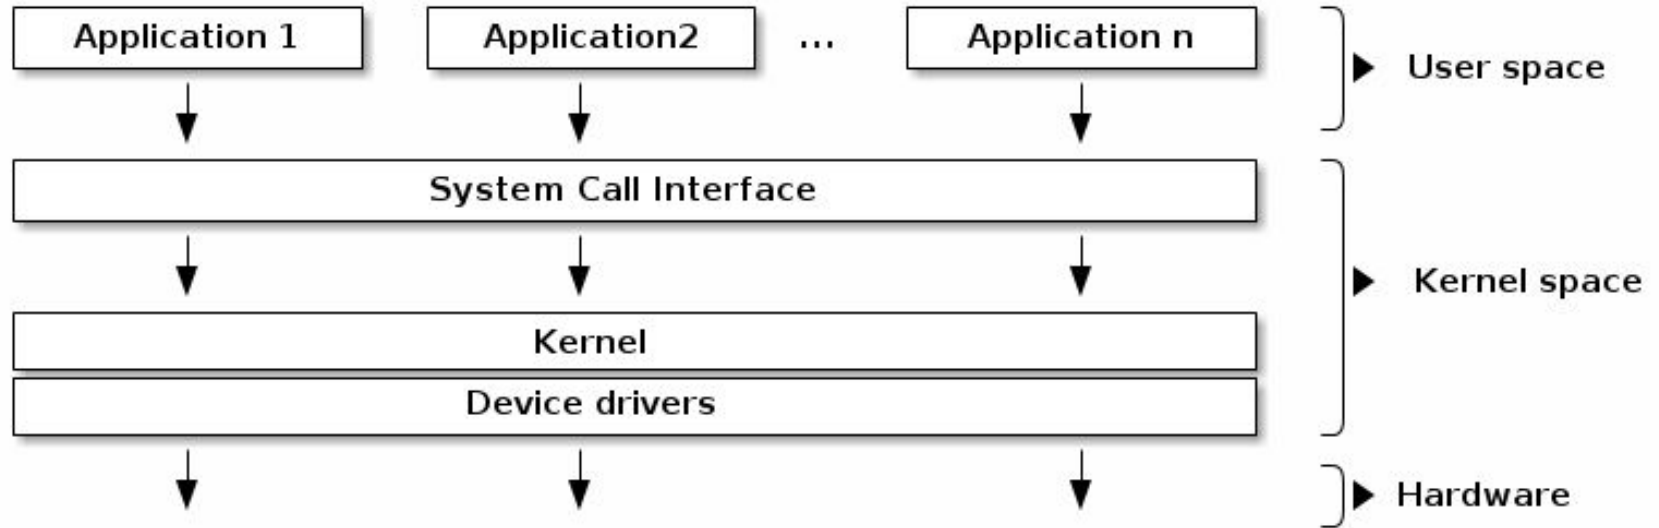 Application 1
Application2
...
Application n
User space
System Call Interface
Kernel space
Kernel
Device drivers
Hardware